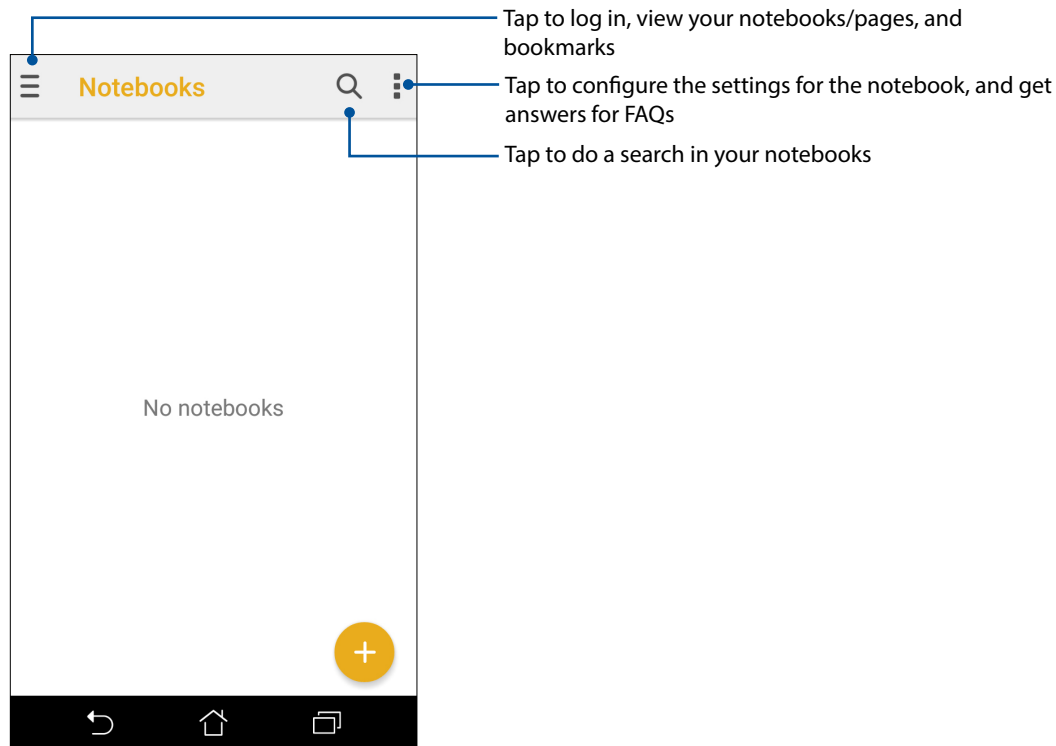 Tap to log in, view your notebooks/pages, and
bookmarks
Notebooks
Tap to configure the settings for the notebook, and get
answers for FAQs
Tap to do a search in your notebooks
No notebooks